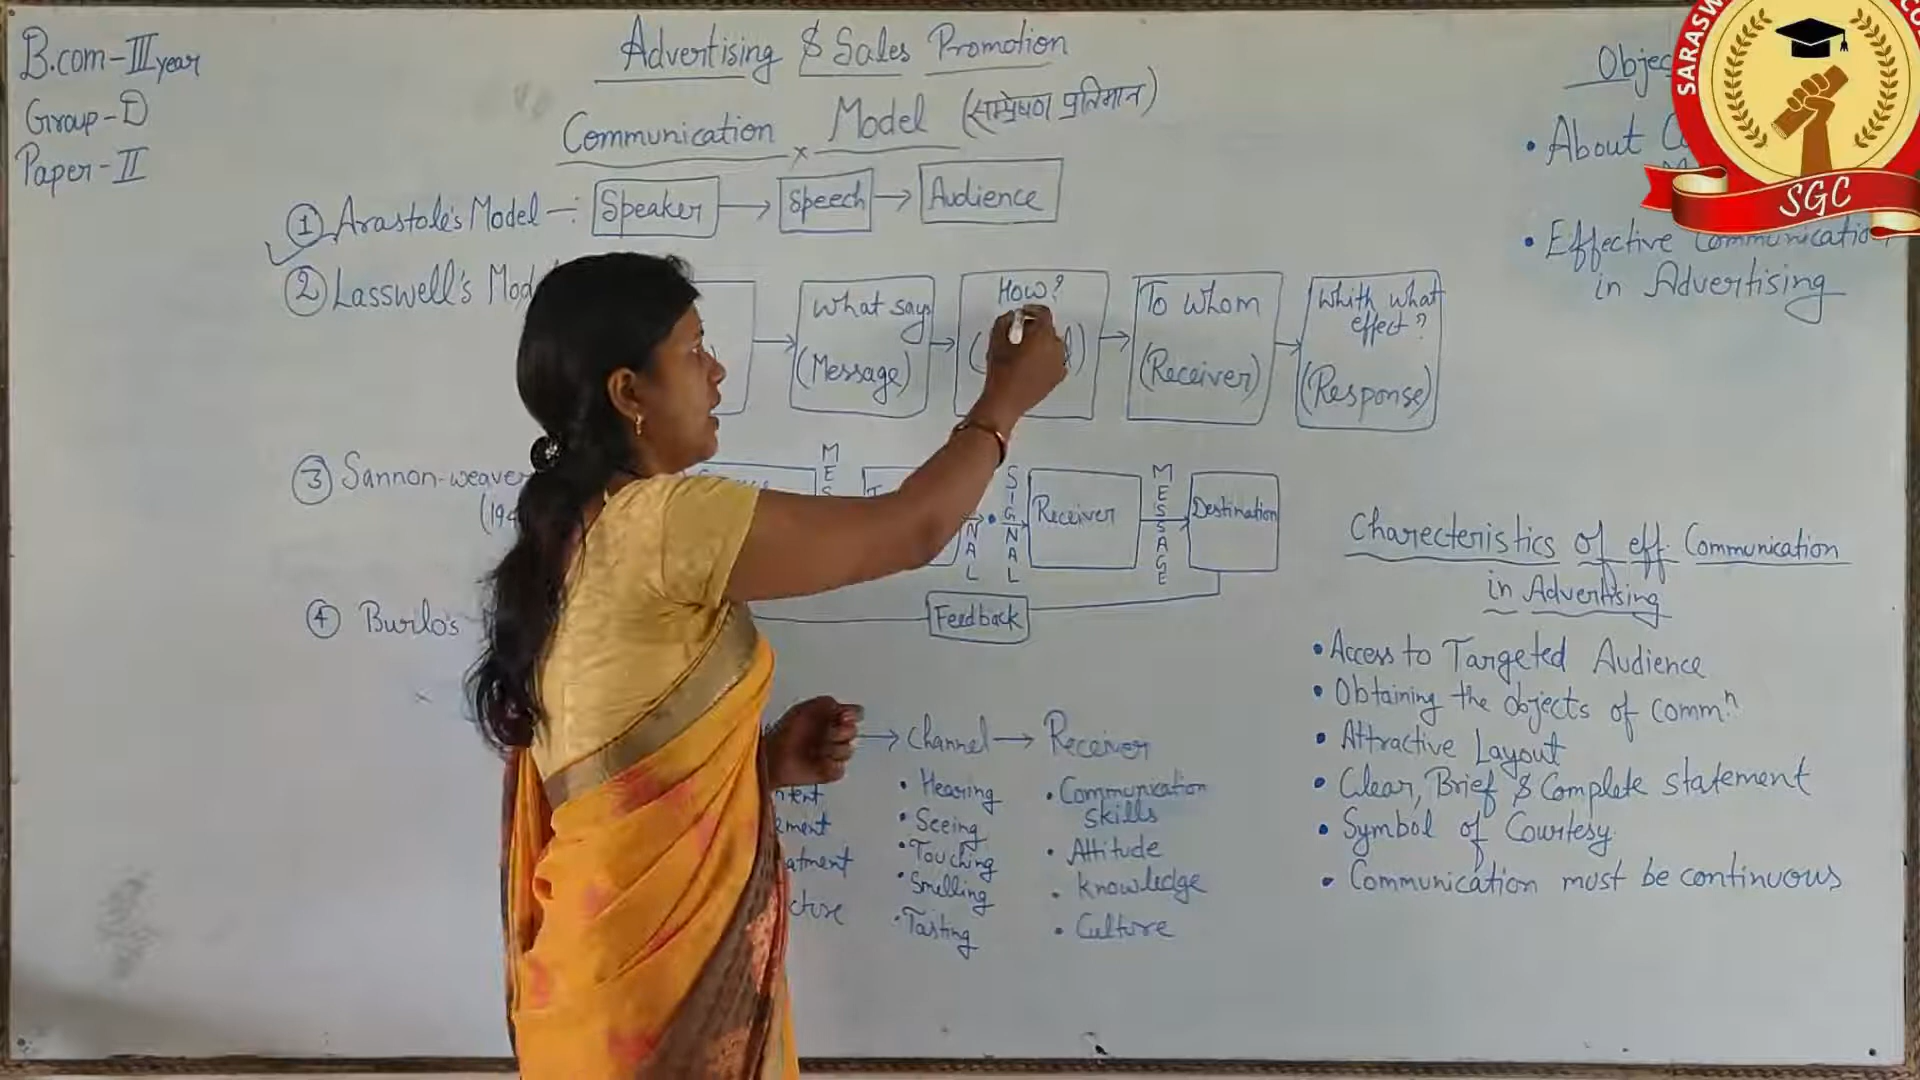 B.com-III year
Group-D
Paper-II
Advertising & Sales Promotion
Communication Model (सम्प्रेषण प्रतिमान)
① Arastole's Model -: Speaker → Speech → Audience
② Lasswell's
What say
(Message)
How?
To whom
(Receiver)
Whith what
effect?
(Response)
③ Sannon-weaver
MESSAGE
SIGNAL
Receiver
Destination
Feedback
④ Burlo's
Channel → Receiver
• Hearing
• Seeing
• Touching
• Smelling
• Tasting
• Communication
skills
• Attitude
• Knowledge
• Culture
• About
• Effective Communication
in Advertising
Charecteristics of eff. Communication
in Advertising
• Access to Targeted Audience
• Obtaining the objects of commn
• Attractive Layout
• Clear, Brief & Complete statement
• Symbol of Courtesy
• Communication must be continuous
SGC